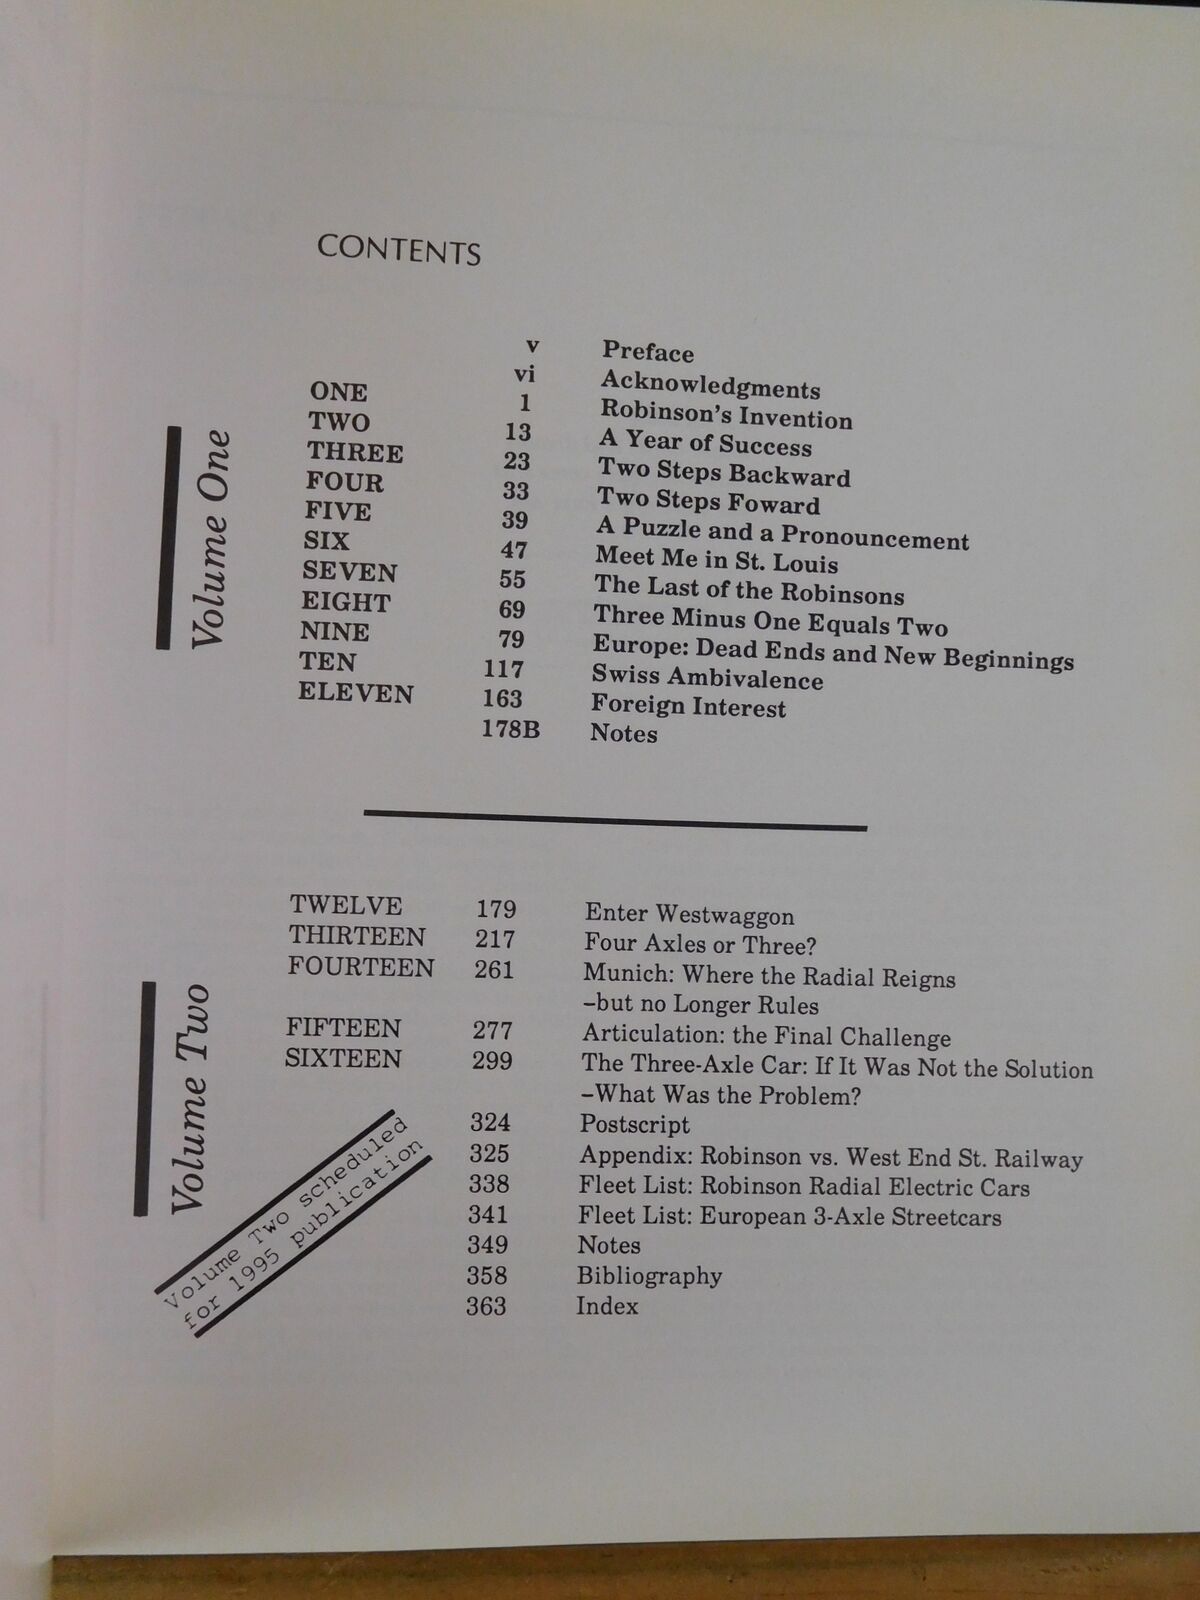 CONTENTS
v Preface
vi Acknowledgments
ONE 1 Robinson's Invention
TWO 13 A Year of Success
THREE 23 Two Steps Backward
FOUR 33 Two Steps Foward
FIVE 39 A Puzzle and a Pronouncement
SIX 47 Meet Me in St. Louis
SEVEN 55 The Last of the Robinsons
EIGHT 69 Three Minus One Equals Two
NINE 79 Europe: Dead Ends and New Beginnings
TEN 117 Swiss Ambivalence
ELEVEN 163 Foreign Interest
178B Notes
Volume One
TWELVE 179 Enter Westwaggon
THIRTEEN 217 Four Axles or Three?
FOURTEEN 261 Munich: Where the Radial Reigns
–but no Longer Rules
FIFTEEN 277 Articulation: the Final Challenge
SIXTEEN 299 The Three-Axle Car: If It Was Not the Solution
–What Was the Problem?
324 Postscript
325 Appendix: Robinson vs. West End St. Railway
338 Fleet List: Robinson Radial Electric Cars
341 Fleet List: European 3-Axle Streetcars
349 Notes
358 Bibliography
363 Index
Volume Two
Volume Two scheduled
for 1995 publication